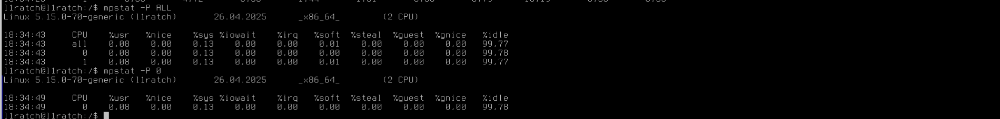 l1ratch@l1ratch:/$ mpstat -P ALL
Linux 5.15.0-70-generic (l1ratch) 26.04.2025 _x86_64_ (2 CPU)
18:34:43 CPU %usr %nice %sys %iowait %irq %soft %steal %guest %gnice %idle
18:34:43 all 0,08 0,00 0,13 0,00 0,00 0,01 0,00 0,00 0,00 99,77
18:34:43 0 0,08 0,00 0,13 0,00 0,00 0,00 0,00 0,00 0,00 99,78
18:34:43 1 0,08 0,00 0,13 0,00 0,00 0,01 0,00 0,00 0,00 99,77
l1ratch@l1ratch:/$ mpstat -P 0
Linux 5.15.0-70-generic (l1ratch) 26.04.2025 _x86_64_ (2 CPU)
18:34:49 CPU %usr %nice %sys %iowait %irq %soft %steal %guest %gnice %idle
18:34:49 0 0,08 0,00 0,13 0,00 0,00 0,00 0,00 0,00 0,00 99,78
l1ratch@l1ratch:/$